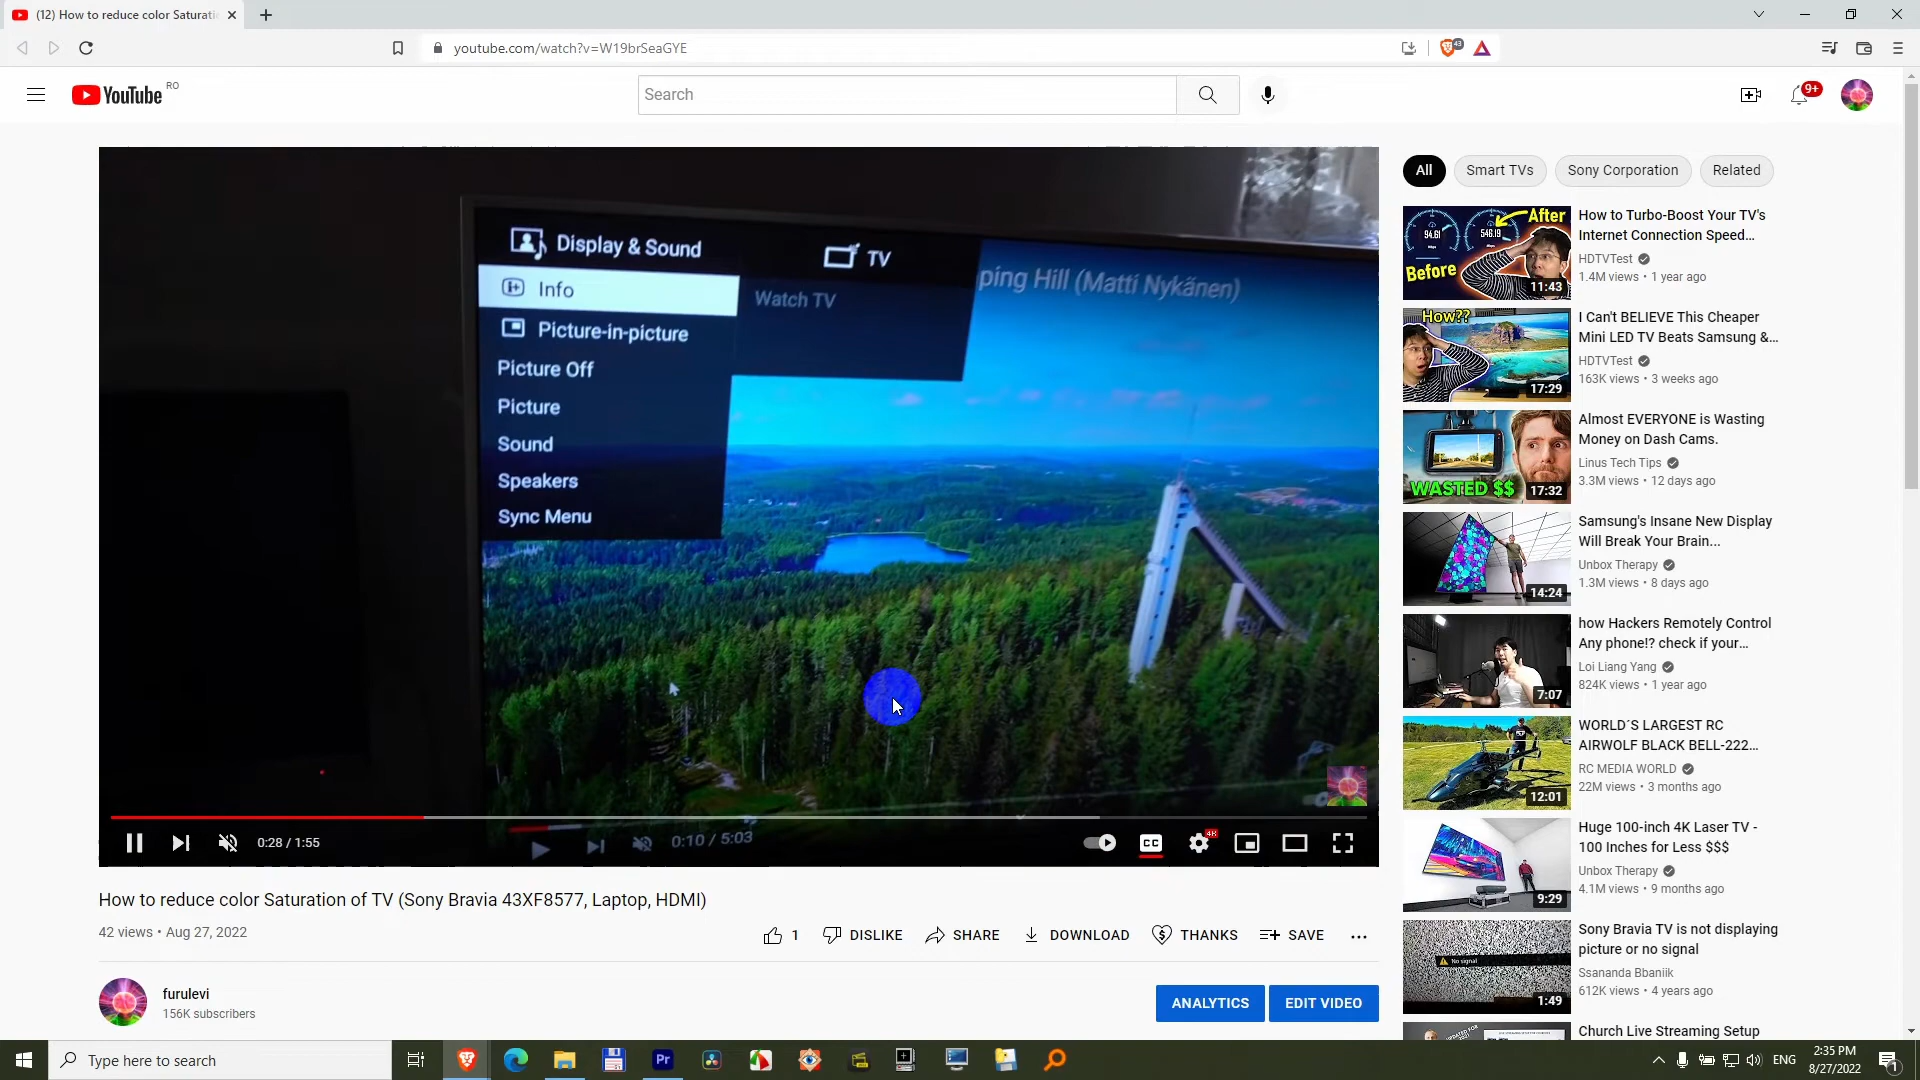 (12) How to reduce color Saturati
youtube.com/watch?v=W19brSeaGYE
43
YouTube RO
Search
9+
Display & Sound
TV
Info
Watch TV
ping Hill (Matti Nykänen)
Picture-in-picture
Picture Off
Picture
Sound
Speakers
Sync Menu
0:28 / 1:55
0:10 / 5:03
CC
4K
How to reduce color Saturation of TV (Sony Bravia 43XF8577, Laptop, HDMI)
42 views • Aug 27, 2022
1
DISLIKE
SHARE
DOWNLOAD
THANKS
SAVE
furulevi
156K subscribers
ANALYTICS
EDIT VIDEO
All
Smart TVs
Sony Corporation
Related
After
94.61
546.19
Before
11:43
How to Turbo-Boost Your TV's
Internet Connection Speed...
HDTVTest
1.4M views • 1 year ago
How??
17:29
I Can't BELIEVE This Cheaper
Mini LED TV Beats Samsung &...
HDTVTest
163K views • 3 weeks ago
WASTED $$
17:32
Almost EVERYONE is Wasting
Money on Dash Cams.
Linus Tech Tips
3.3M views • 12 days ago
14:24
Samsung's Insane New Display
Will Break Your Brain...
Unbox Therapy
1.3M views • 8 days ago
7:07
how Hackers Remotely Control
Any phone!? check if your...
Loi Liang Yang
824K views • 1 year ago
12:01
WORLD´S LARGEST RC
AIRWOLF BLACK BELL-222...
RC MEDIA WORLD
22M views • 3 months ago
9:29
Huge 100-inch 4K Laser TV -
100 Inches for Less $$$
Unbox Therapy
4.1M views • 9 months ago
No signal
1:49
Sony Bravia TV is not displaying
picture or no signal
Ssananda Bbaniik
612K views • 4 years ago
Church Live Streaming Setup
Type here to search
Pr
ENG
2:35 PM
8/27/2022
1